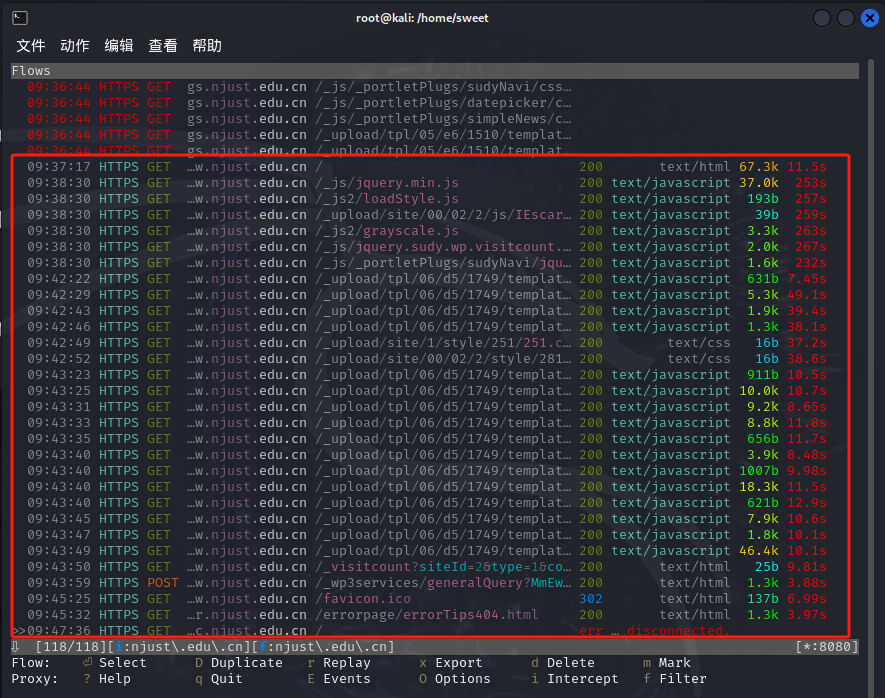 root@kali: /home/sweet
文件 动作 编辑 查看 帮助
Flows
09:36:44 HTTPS GET gs.njust.edu.cn /_js/_portletPlugs/sudyNavi/css…
09:36:44 HTTPS GET gs.njust.edu.cn /_js/_portletPlugs/datepicker/c…
09:36:44 HTTPS GET gs.njust.edu.cn /_js/_portletPlugs/simpleNews/c…
09:36:44 HTTPS GET gs.njust.edu.cn /_upload/tpl/05/e6/1510/templat…
09:36:44 HTTPS GET gs.njust.edu.cn /_upload/tpl/05/e6/1510/templat…
09:37:17 HTTPS GET …w.njust.edu.cn / 200 text/html 67.3k 11.5s
09:38:30 HTTPS GET …w.njust.edu.cn /_js/jquery.min.js 200 text/javascript 37.0k 253s
09:38:30 HTTPS GET …w.njust.edu.cn /_js2/loadStyle.js 200 text/javascript 193b 257s
09:38:30 HTTPS GET …w.njust.edu.cn /_upload/site/00/02/2/js/IEscar… 200 text/javascript 39b 259s
09:38:30 HTTPS GET …w.njust.edu.cn /_js2/grayscale.js 200 text/javascript 3.3k 263s
09:38:30 HTTPS GET …w.njust.edu.cn /_js/jquery.sudy.wp.visitcount.… 200 text/javascript 2.0k 267s
09:38:30 HTTPS GET …w.njust.edu.cn /_js/_portletPlugs/sudyNavi/jqu… 200 text/javascript 1.6k 232s
09:42:22 HTTPS GET …w.njust.edu.cn /_upload/tpl/06/d5/1749/templat… 200 text/javascript 631b 7.45s
09:42:29 HTTPS GET …w.njust.edu.cn /_upload/tpl/06/d5/1749/templat… 200 text/javascript 5.3k 49.1s
09:42:43 HTTPS GET …w.njust.edu.cn /_upload/tpl/06/d5/1749/templat… 200 text/javascript 1.9k 39.4s
09:42:46 HTTPS GET …w.njust.edu.cn /_upload/tpl/06/d5/1749/templat… 200 text/javascript 1.3k 38.1s
09:42:49 HTTPS GET …w.njust.edu.cn /_upload/site/1/style/251/251.c… 200 text/css 16b 37.2s
09:42:52 HTTPS GET …w.njust.edu.cn /_upload/site/00/02/2/style/281… 200 text/css 16b 38.6s
09:43:23 HTTPS GET …w.njust.edu.cn /_upload/tpl/06/d5/1749/templat… 200 text/javascript 911b 10.5s
09:43:25 HTTPS GET …w.njust.edu.cn /_upload/tpl/06/d5/1749/templat… 200 text/javascript 10.0k 10.7s
09:43:31 HTTPS GET …w.njust.edu.cn /_upload/tpl/06/d5/1749/templat… 200 text/javascript 9.2k 8.65s
09:43:33 HTTPS GET …w.njust.edu.cn /_upload/tpl/06/d5/1749/templat… 200 text/javascript 8.8k 11.8s
09:43:35 HTTPS GET …w.njust.edu.cn /_upload/tpl/06/d5/1749/templat… 200 text/javascript 656b 11.7s
09:43:40 HTTPS GET …w.njust.edu.cn /_upload/tpl/06/d5/1749/templat… 200 text/javascript 3.9k 8.48s
09:43:40 HTTPS GET …w.njust.edu.cn /_upload/tpl/06/d5/1749/templat… 200 text/javascript 1007b 9.98s
09:43:40 HTTPS GET …w.njust.edu.cn /_upload/tpl/06/d5/1749/templat… 200 text/javascript 18.3k 11.5s
09:43:40 HTTPS GET …w.njust.edu.cn /_upload/tpl/06/d5/1749/templat… 200 text/javascript 621b 12.9s
09:43:45 HTTPS GET …w.njust.edu.cn /_upload/tpl/06/d5/1749/templat… 200 text/javascript 7.9k 10.6s
09:43:47 HTTPS GET …w.njust.edu.cn /_upload/tpl/06/d5/1749/templat… 200 text/javascript 1.8k 10.1s
09:43:49 HTTPS GET …w.njust.edu.cn /_upload/tpl/06/d5/1749/templat… 200 text/javascript 46.4k 10.1s
09:43:50 HTTPS GET …w.njust.edu.cn /_visitcount?siteId=2&type=1&co… 200 text/html 25b 9.81s
09:43:59 HTTPS POST …w.njust.edu.cn /_wp3services/generalQuery?MmEw… 200 text/html 1.3k 3.88s
09:45:25 HTTPS GET …w.njust.edu.cn /favicon.ico 302 text/html 137b 6.99s
09:45:32 HTTPS GET …r.njust.edu.cn /errorpage/errorTips404.html 200 text/html 1.3k 3.97s
>>09:47:36 HTTPS GET …c.njust.edu.cn / err … disconnected.
⇩ [118/118][i:njust\.edu\.cn][f:njust\.edu\.cn] [*:8080]
Flow: ⏎ Select D Duplicate r Replay x Export d Delete m Mark
Proxy: ? Help q Quit E Events O Options i Intercept f Filter